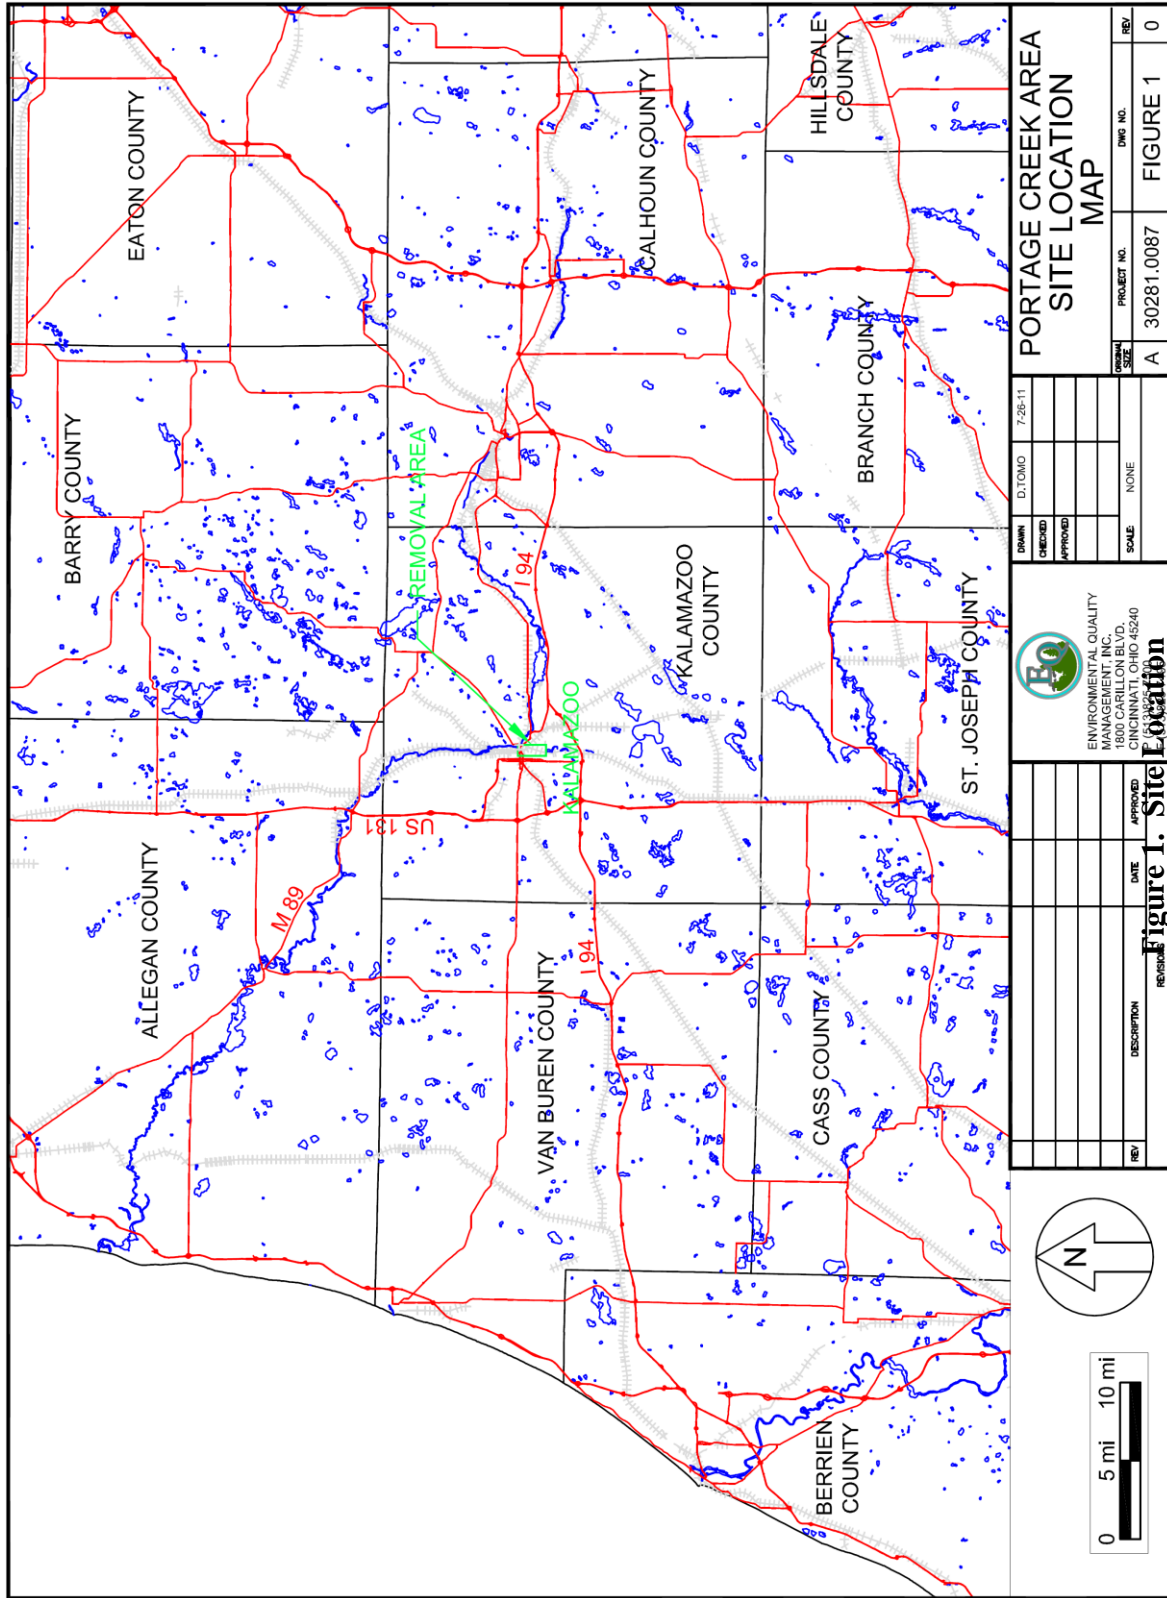 ALLEGAN COUNTY
BARRY COUNTY
EATON COUNTY
M 89
US 131
REMOVAL AREA
VAN BUREN COUNTY
I 94
KALAMAZOO
KALAMAZOO
COUNTY
I 94
CALHOUN COUNTY
BERRIEN
COUNTY
CASS COUNTY
ST. JOSEPH COUNTY
BRANCH COUNTY
HILLSDALE
COUNTY
0 5 mi 10 mi
N
REV DESCRIPTION DATE APPROVED
REVISIONS
EQ
ENVIRONMENTAL QUALITY
MANAGEMENT, INC.
1800 CARILLON BLVD.
CINCINNATI, OHIO 45240
DRAWN D.TOMO 7-26-11
CHECKED
APPROVED
SCALE: NONE
PORTAGE CREEK AREA
SITE LOCATION
MAP
ORIGINAL SIZE A
PROJECT NO. 30281.0087
DWG NO. FIGURE 1
REV 0
Figure 1. Site Location